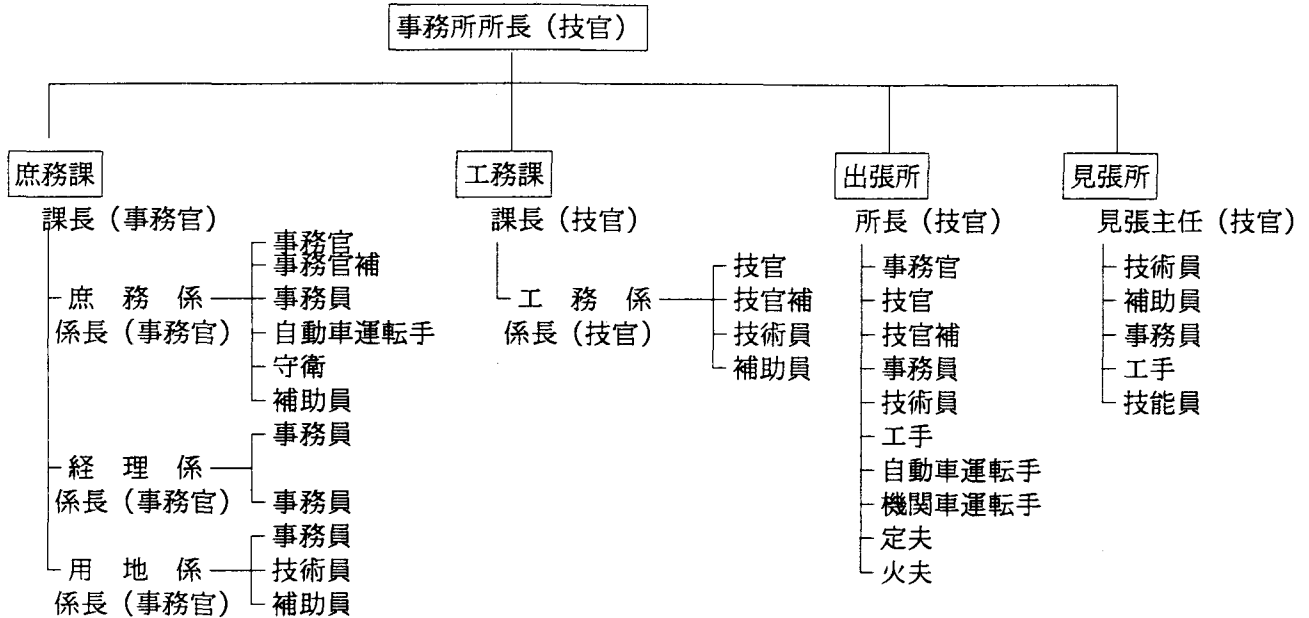 事務所所長（技官）
庶務課
課長（事務官）
庶務係
係長（事務官）
事務官
事務官補
事務員
自動車運転手
守衛
補助員
経理係
係長（事務官）
事務員
事務員
用地係
係長（事務官）
事務員
技術員
補助員
工務課
課長（技官）
工務係
係長（技官）
技官
技官補
技術員
補助員
出張所
所長（技官）
事務官
技官
技官補
事務員
技術員
工手
自動車運転手
機関車運転手
定夫
火夫
見張所
見張主任（技官）
技術員
補助員
事務員
工手
技能員